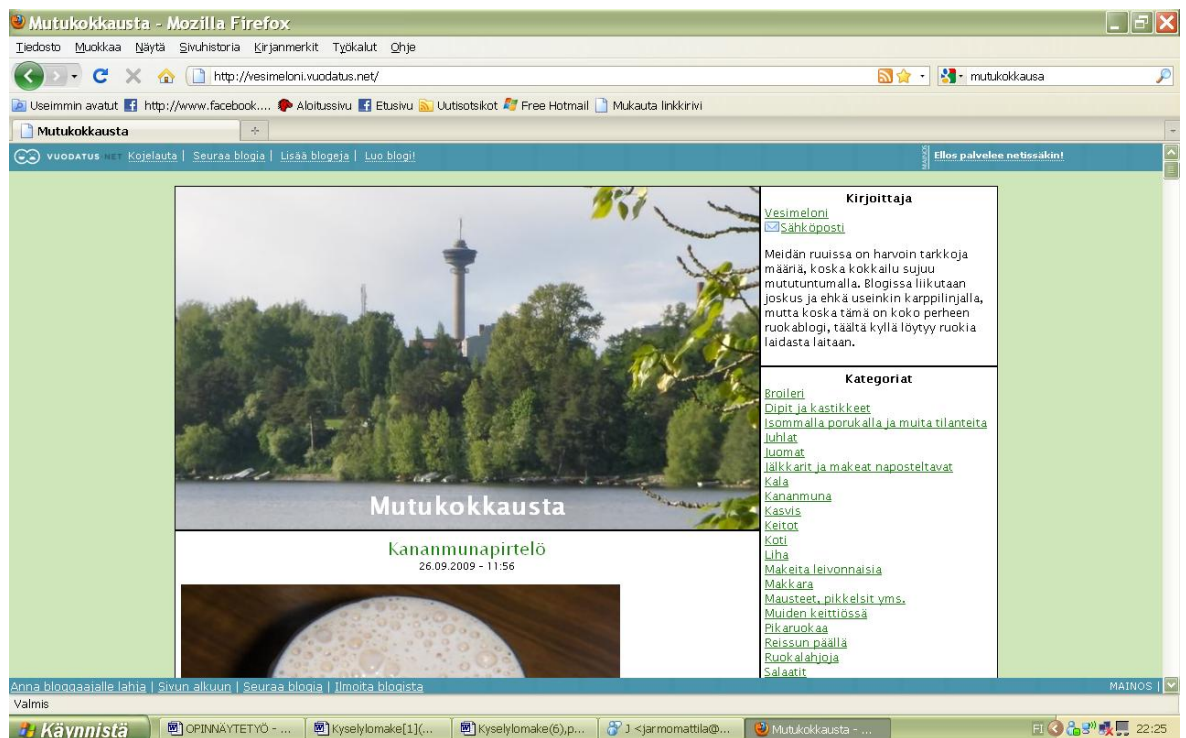 Mutukokkausta - Mozilla Firefox
Tiedosto Muokkaa Näytä Sivuhistoria Kirjanmerkit Työkalut Ohje
http://vesimeloni.vuodatus.net/ mutukokkausa
Useimmin avatut http://www.facebook.... Aloitussivu Etusivu Uutisotsikot Free Hotmail Mukauta linkkirivi
Mutukokkausta
VUODATUS NET Kojelauta | Seuraa blogia | Lisää blogeja | Luo blogi! MAINOS Ellos palvelee netissäkin!
Mutukokkausta
Kananmunapirtelö
26.09.2009 - 11:56
Kirjoittaja
Vesimeloni
Sähköposti
Meidän ruuissa on harvoin tarkkoja
määriä, koska kokkailu sujuu
mututuntumalla. Blogissa liikutaan
joskus ja ehkä useinkin karppilinjalla,
mutta koska tämä on koko perheen
ruokablogi, täältä kyllä löytyy ruokia
laidasta laitaan.
Kategoriat
Broileri
Dipit ja kastikkeet
Isommalla porukalla ja muita tilanteita
Juhlat
Juomat
Jälkkarit ja makeat naposteltavat
Kala
Kananmuna
Kasvis
Keitot
Koti
Liha
Makeita leivonnaisia
Makkara
Mausteet, pikkelsit yms.
Muiden keittiössä
Pikaruokaa
Reissun päällä
Ruokalahjoja
Salaatit
Anna bloggaajalle lahja | Sivun alkuun | Seuraa blogia | Ilmoita blogista MAINOS |
Valmis
Käynnistä OPINNÄYTETYÖ - ... Kyselylomake[1](... Kyselylomake(6),p... J <jarmomattila@... Mutukokkausta - ... FI 22:25